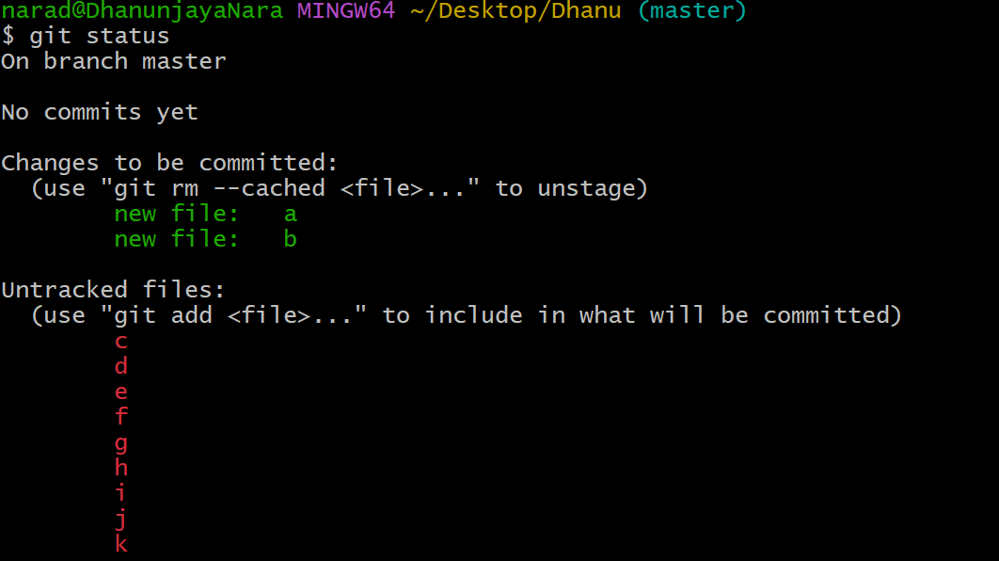 narad@DhanunjayaNara MINGW64 ~/Desktop/Dhanu (master)
$ git status
On branch master
No commits yet
Changes to be committed:
  (use "git rm --cached <file>..." to unstage)
        new file:   a
        new file:   b
Untracked files:
  (use "git add <file>..." to include in what will be committed)
        c
        d
        e
        f
        g
        h
        i
        j
        k